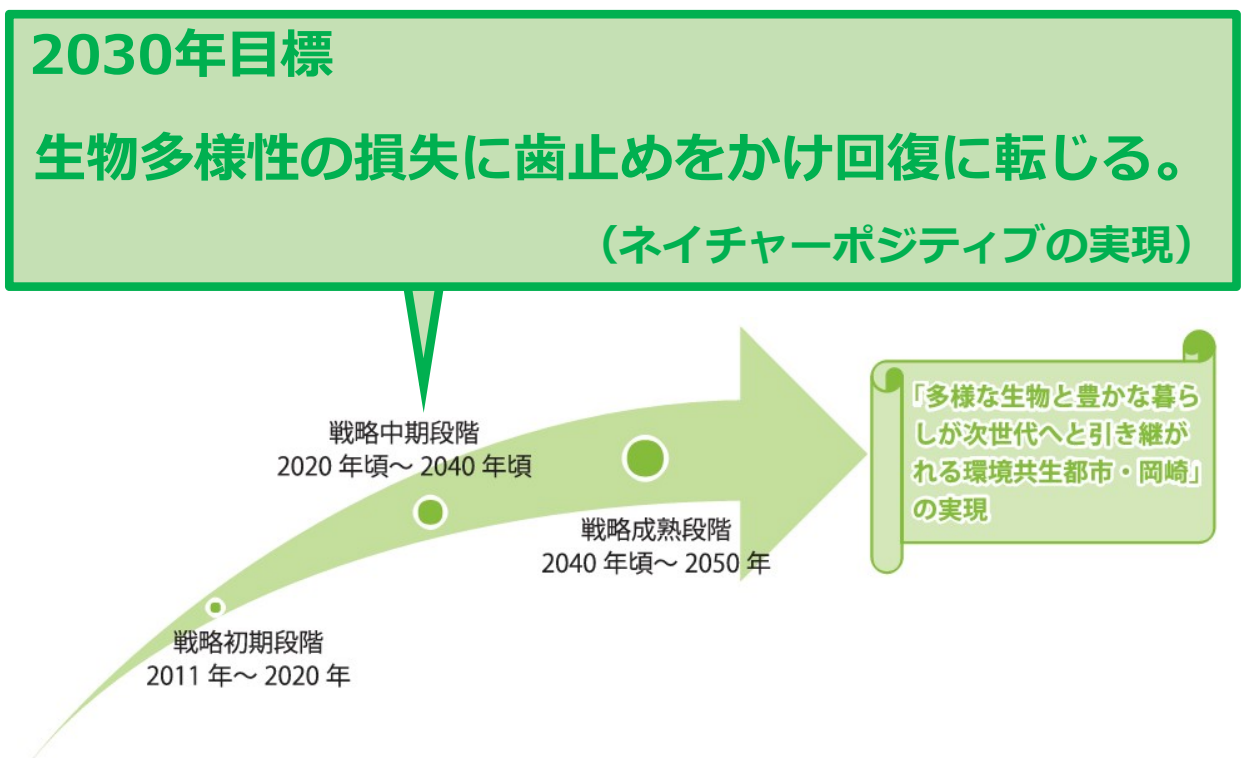 2030年目標
生物多様性の損失に歯止めをかけ回復に転じる。
（ネイチャーポジティブの実現）
戦略中期段階
2020 年頃～ 2040 年頃
「多様な生物と豊かな暮ら
しが次世代へと引き継が
れる環境共生都市・岡崎」
の実現
戦略成熟段階
2040 年頃～ 2050 年
戦略初期段階
2011 年～ 2020 年